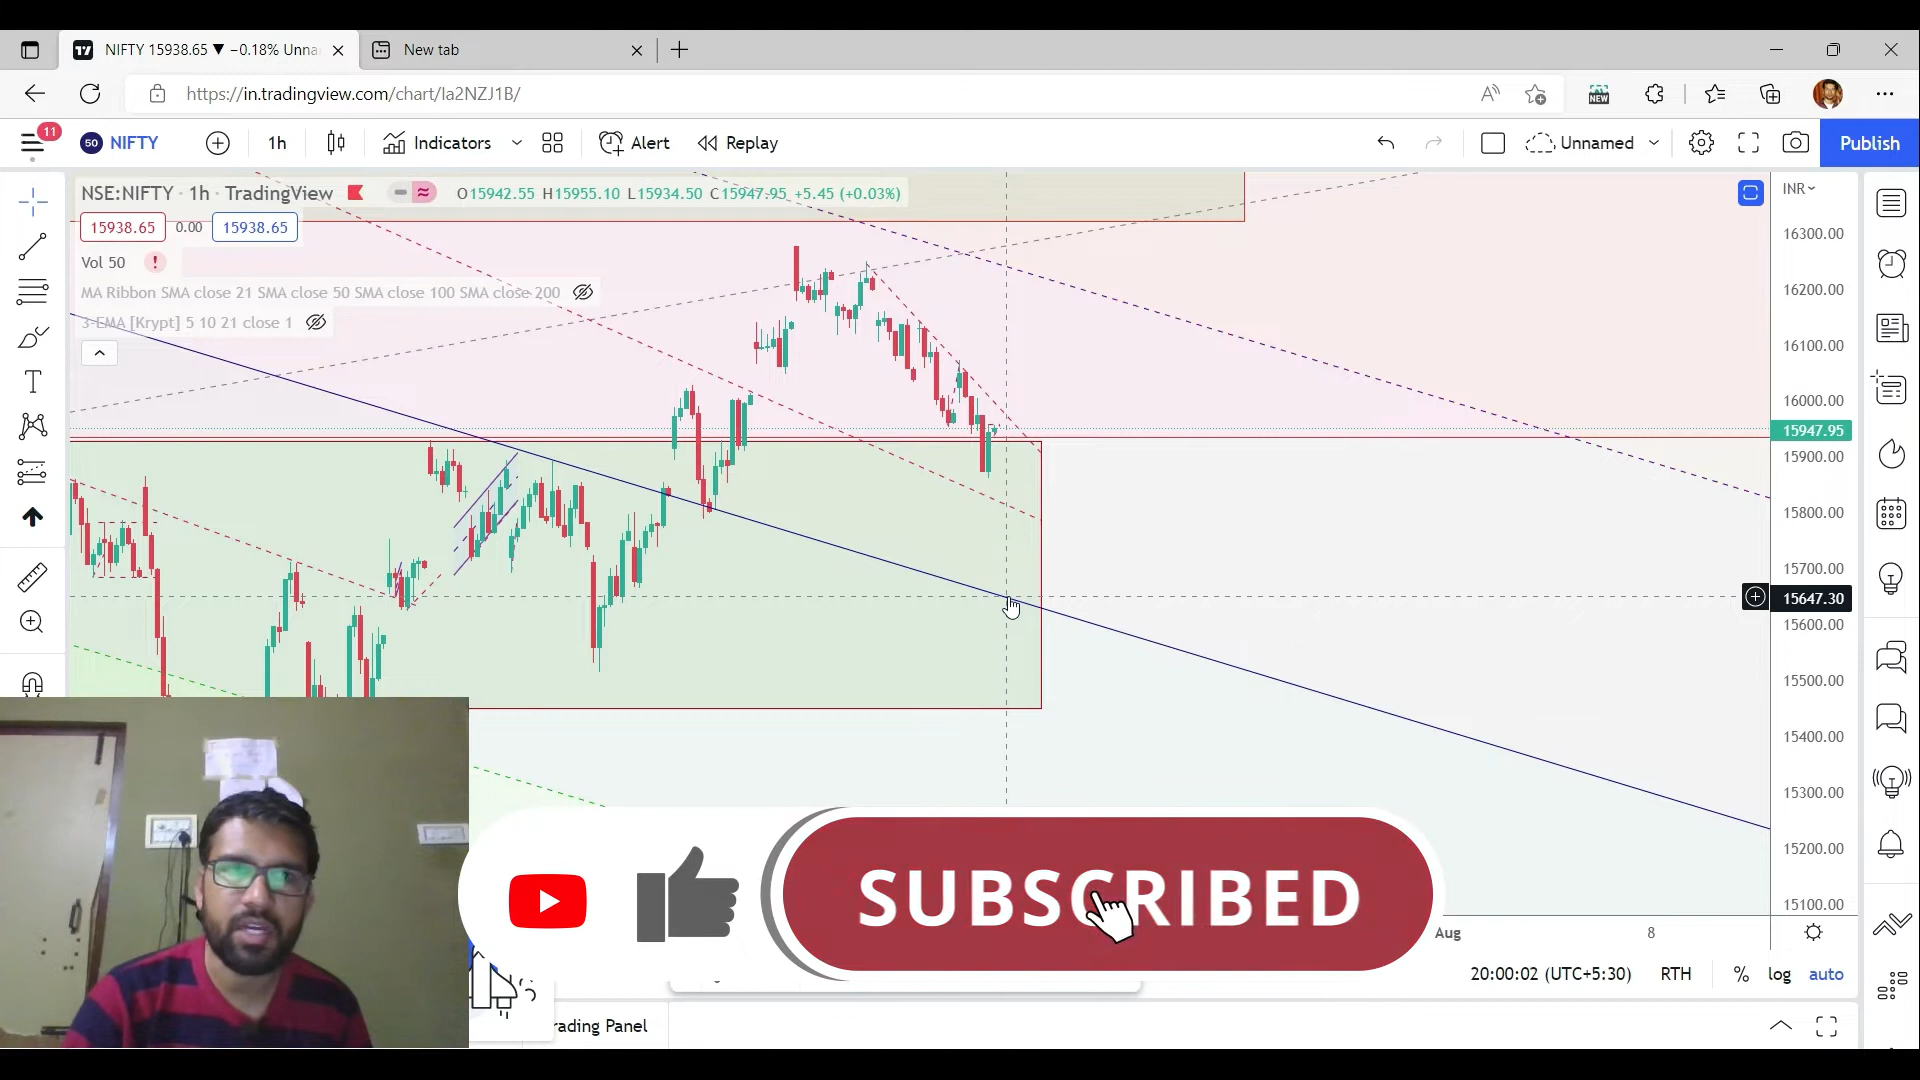 NIFTY 15938.65 ▼ −0.18% Unna
New tab
https://in.tradingview.com/chart/Ia2NZJ1B/
NEW
11
50 NIFTY
1h
Indicators
Alert
Replay
Unnamed
Publish
NSE:NIFTY · 1h · TradingView
O15942.55 H15955.10 L15934.50 C15947.95 +5.45 (+0.03%)
INR
15938.65 0.00 15938.65
Vol 50
MA Ribbon SMA close 21 SMA close 50 SMA close 100 SMA close 200
3-EMA [Krypt] 5 10 21 close 1
16300.00
16200.00
16100.00
16000.00
15947.95
15900.00
15800.00
15700.00
15647.30
15600.00
15500.00
15400.00
15300.00
15200.00
15100.00
SUBSCRIBED
Aug
8
20:00:02 (UTC+5:30)
RTH
%
log
auto
rading Panel